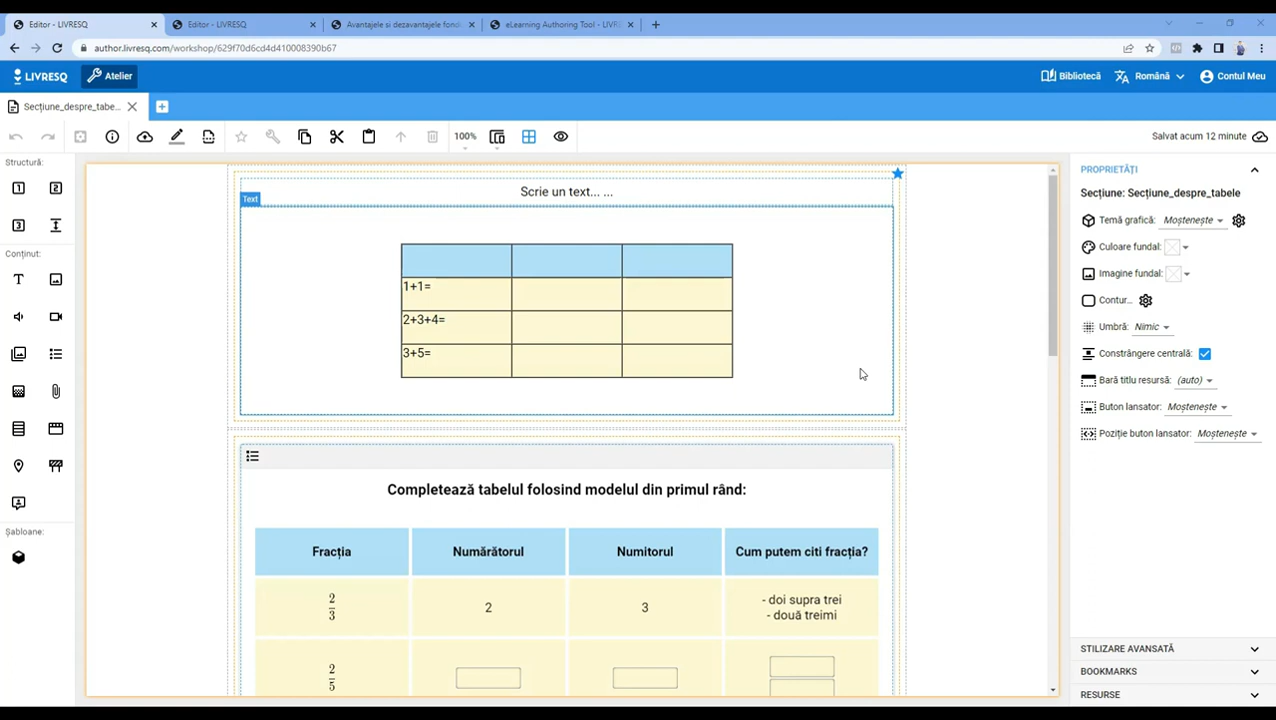 Editor - LIVRESQ
Editor - LIVRESQ
Avantajele si dezavantajele fond
eLearning Authoring Tool - LIVR
author.livresq.com/workshop/629f70d6cd4d410008390b67
LIVRESQ
Atelier
Bibliotecă
Română
Contul Meu
Secțiune_despre_tabe...
100%
Salvat acum 12 minute
Structură:
1
2
3
Conținut:
T
Șabloane:
Scrie un text... ...
Text
1+1=
2+3+4=
3+5=
Completează tabelul folosind modelul din primul rând:
Fracția Numărătorul Numitorul Cum putem citi fracția?
2/3 2 3 - doi supra trei
- două treimi
2/5
PROPRIETĂȚI
Secțiune: Secțiune_despre_tabele
Temă grafică: Moștenește
Culoare fundal:
Imagine fundal:
Contur...
Umbră: Nimic
Constrângere centrală:
Bară titlu resursă: (auto)
Buton lansator: Moștenește
Poziție buton lansator: Moștenește
STILIZARE AVANSATĂ
BOOKMARKS
RESURSE